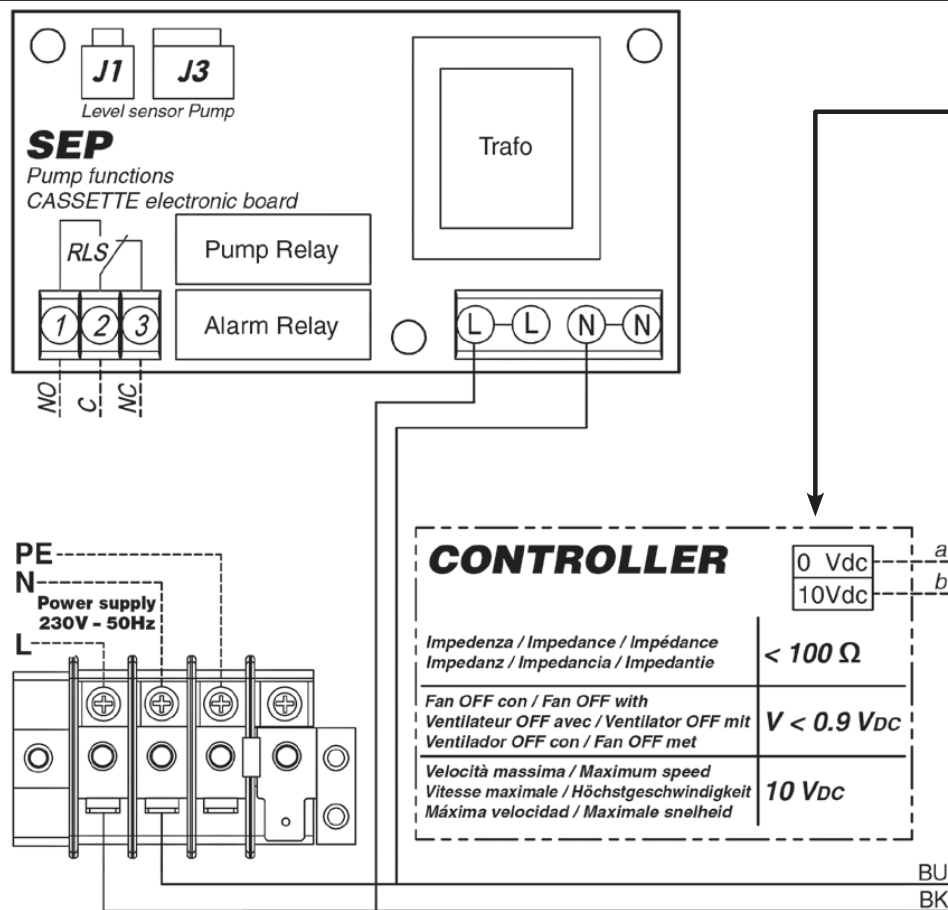 J1 J3
Level sensor Pump
SEP
Pump functions
CASSETTE electronic board
Trafo
RLS
Pump Relay
1 2 3
Alarm Relay
L L N N
NO C NC
PE
N
Power supply
230V - 50Hz
L
CONTROLLER
0 Vdc a
10Vdc b
Impedenza / Impedance / Impédance
Impedanz / Impedancia / Impedantie
< 100 Ω
Fan OFF con / Fan OFF with
Ventilateur OFF avec / Ventilator OFF mit
Ventilador OFF con / Fan OFF met
V < 0.9 VDC
Velocità massima / Maximum speed
Vitesse maximale / Höchstgeschwindigkeit
Máxima velocidad / Maximale snelheid
10 VDC
BU
BK